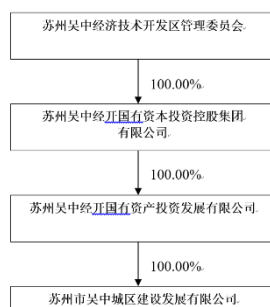 苏州吴中经济技术开发区管理委员会
100.00%
苏州吴中经开国有资本投资控股集团
有限公司
100.00%
苏州吴中经开国有资产投资发展有限公司
100.00%
苏州市吴中城区建设发展有限公司